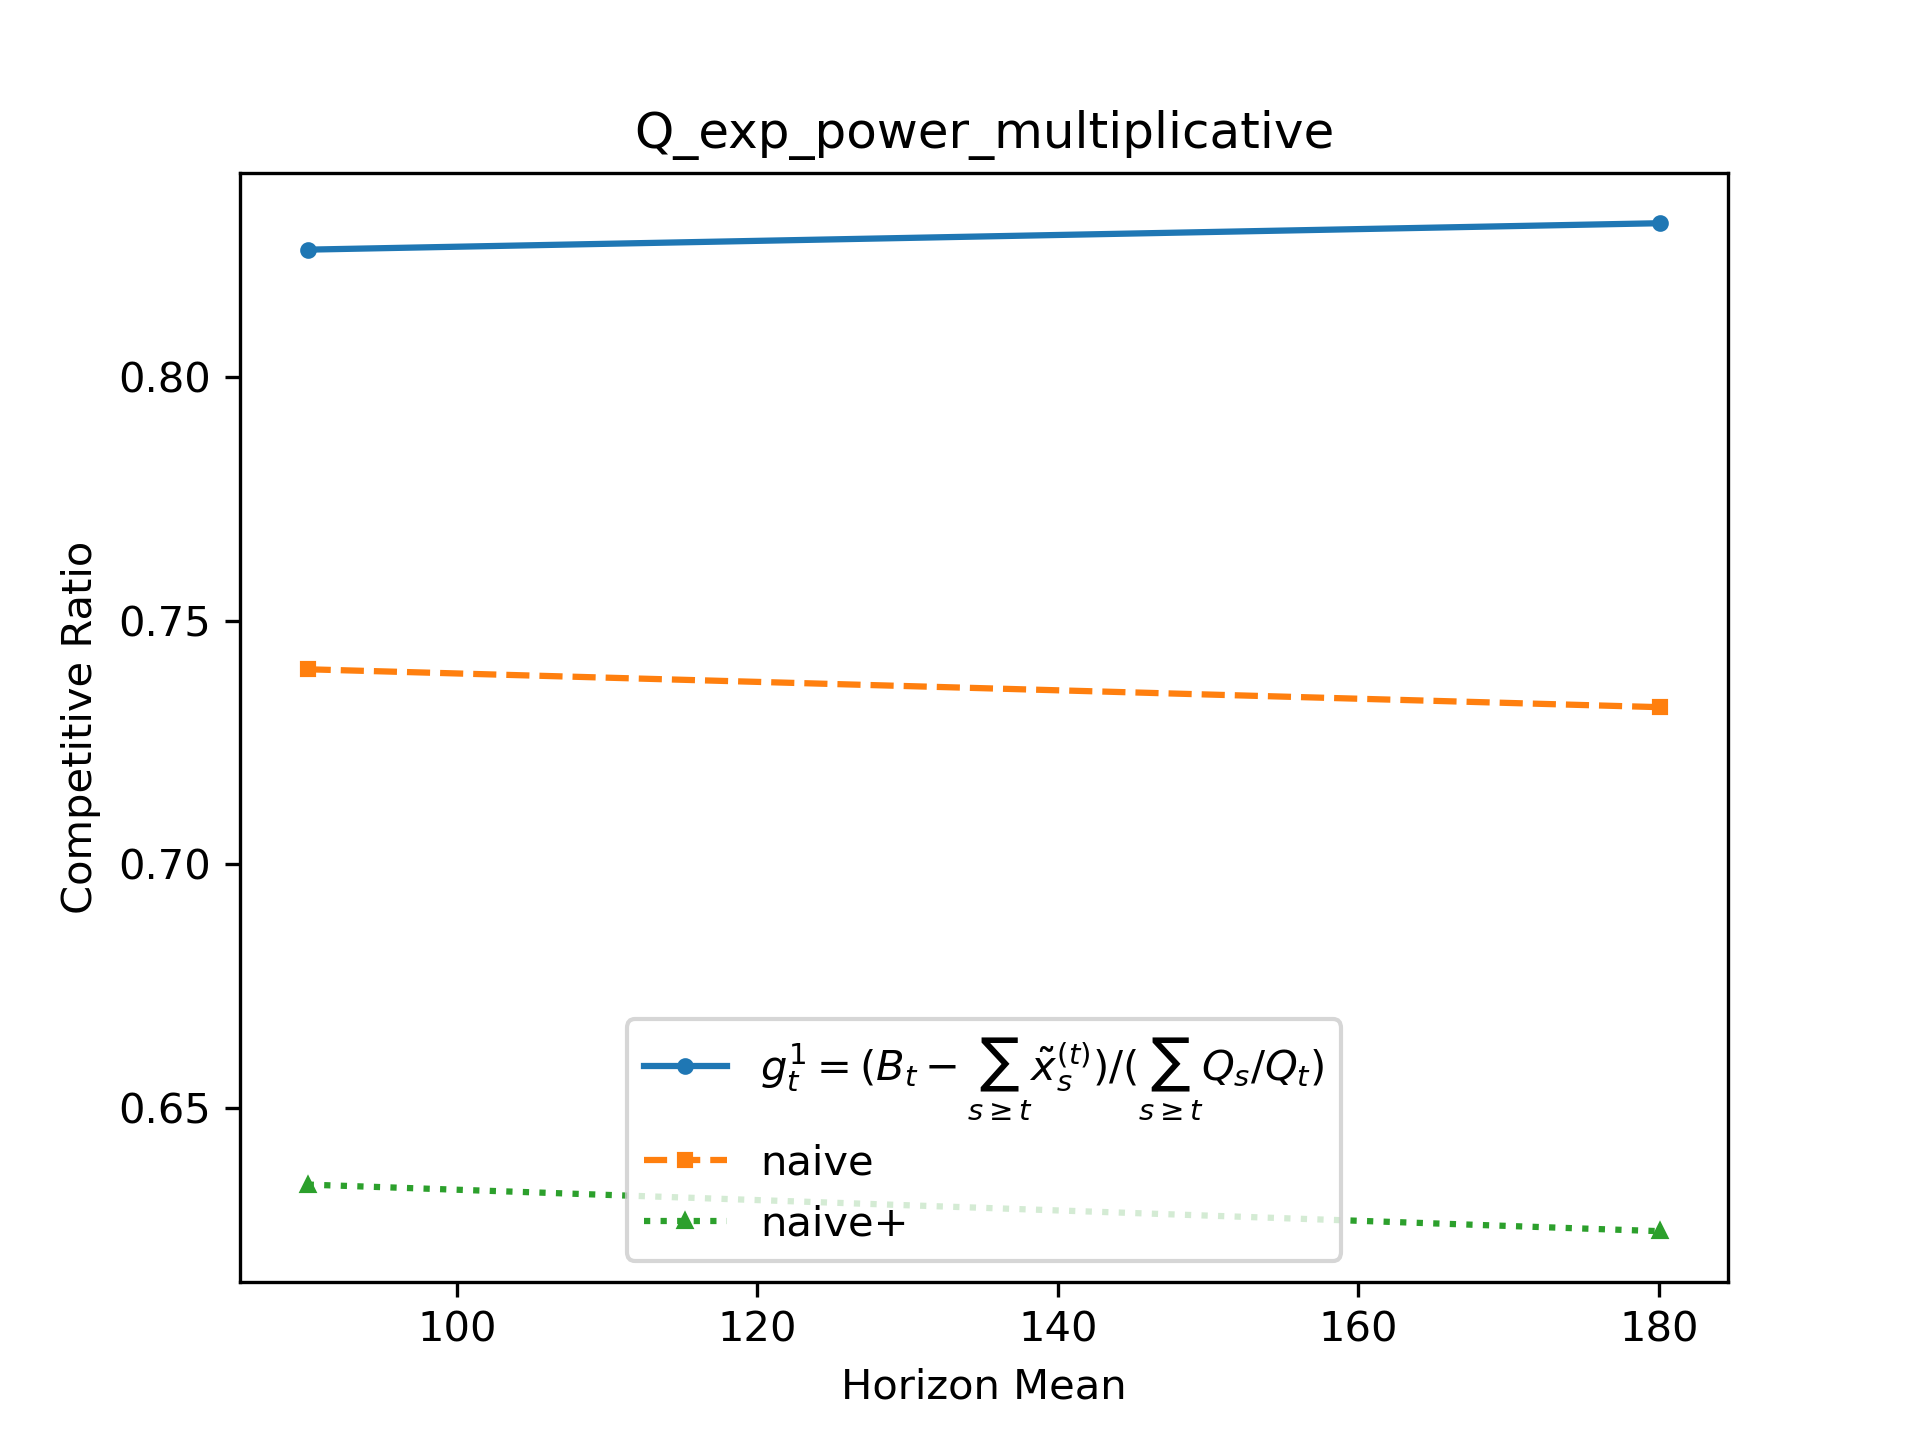 Q_exp_power_multiplicative
Competitive Ratio
0.80
0.75
0.70
0.65
g_t^1 = (B_t − ∑_{s≥t} x̃_s^{(t)})/(∑_{s≥t} Q_s/Q_t)
naive
naive+
100 120 140 160 180
Horizon Mean